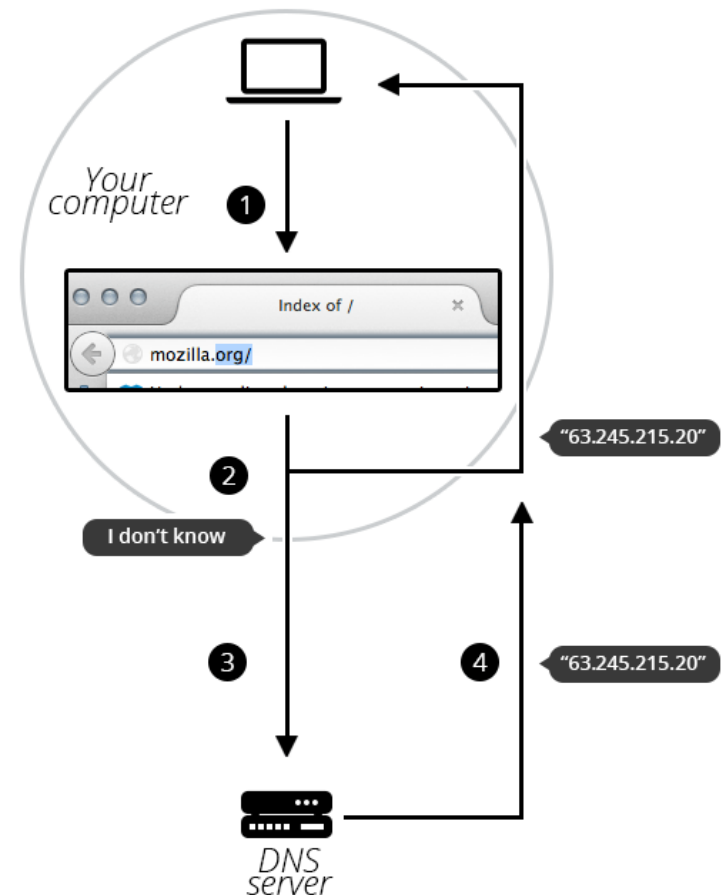 Your
computer
1
Index of /
mozilla.org/
2
“63.245.215.20”
I don’t know
3
4
“63.245.215.20”
DNS
server